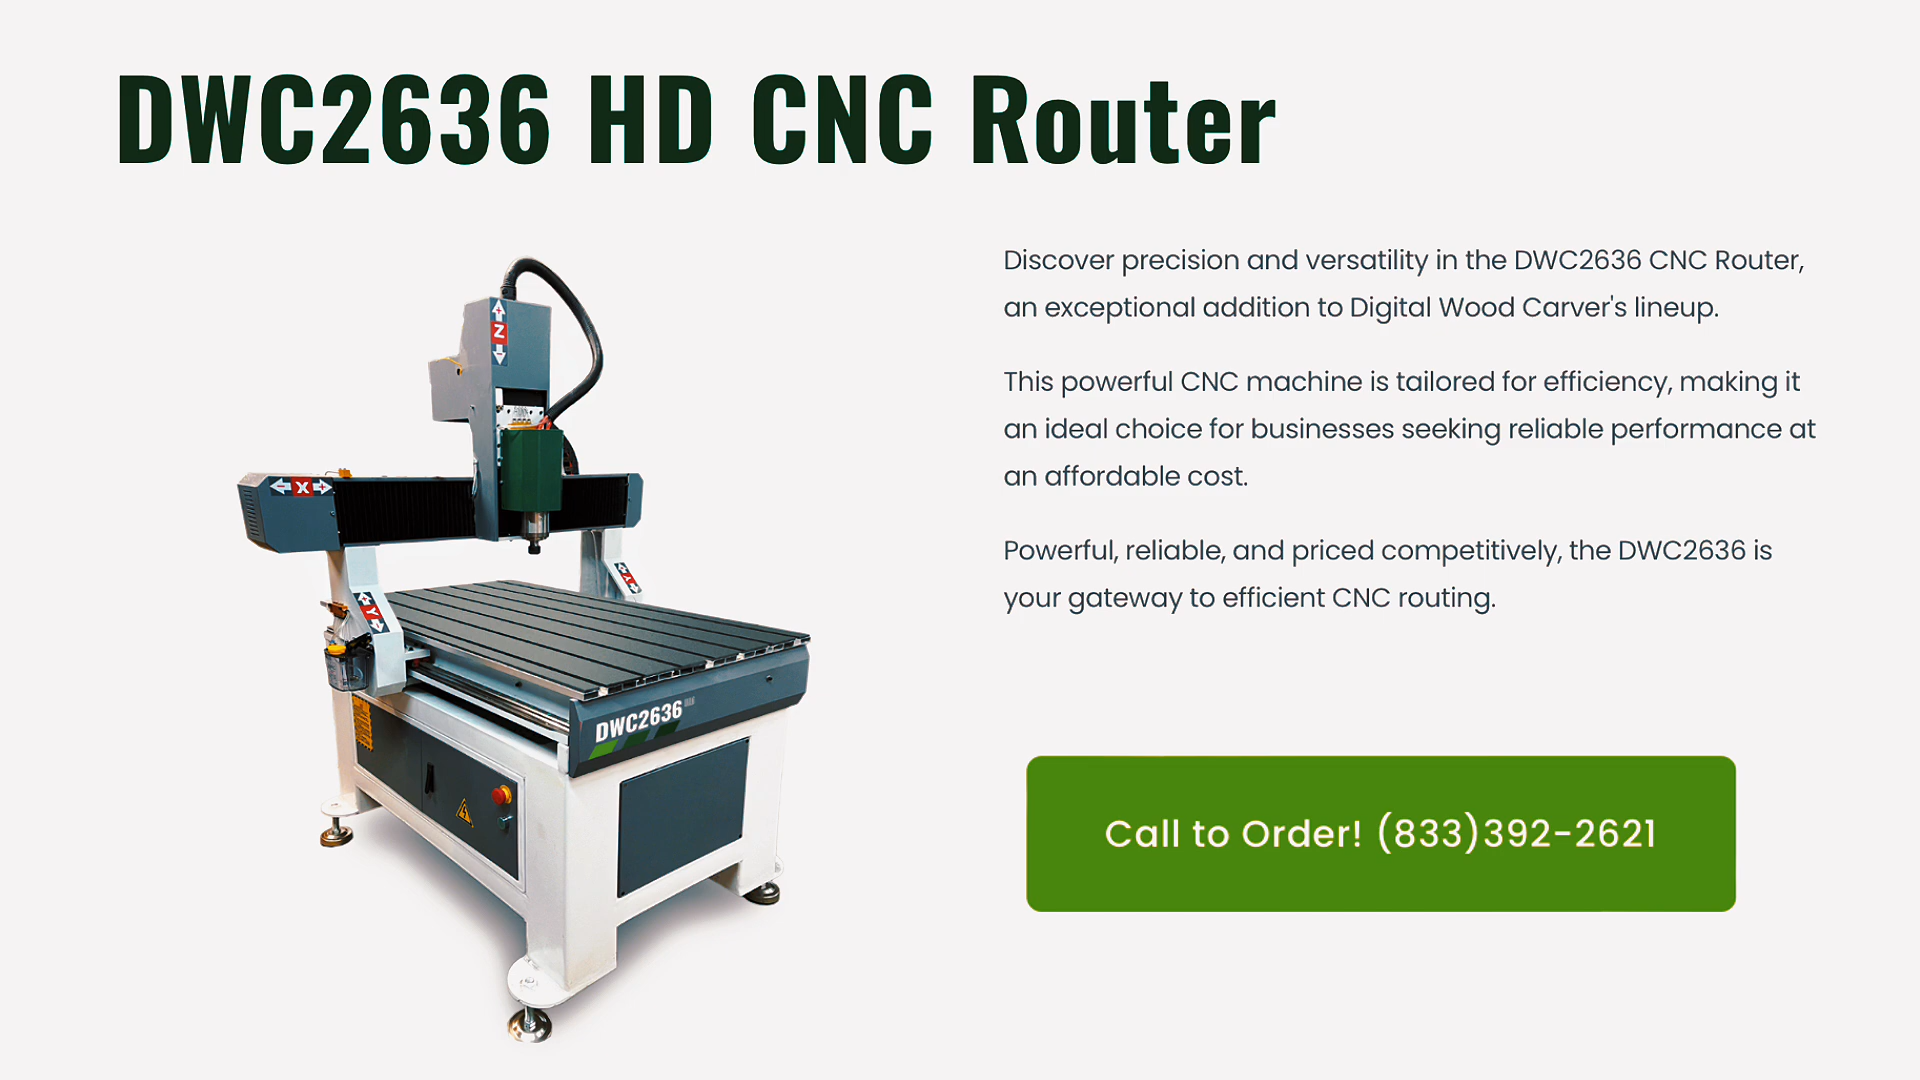 DWC2636 HD CNC Router
Discover precision and versatility in the DWC2636 CNC Router,
an exceptional addition to Digital Wood Carver's lineup.
This powerful CNC machine is tailored for efficiency, making it
an ideal choice for businesses seeking reliable performance at
an affordable cost.
Powerful, reliable, and priced competitively, the DWC2636 is
your gateway to efficient CNC routing.
Call to Order! (833)392-2621
+
Z
-
- X +
+
Y
-
Y
DWC2636